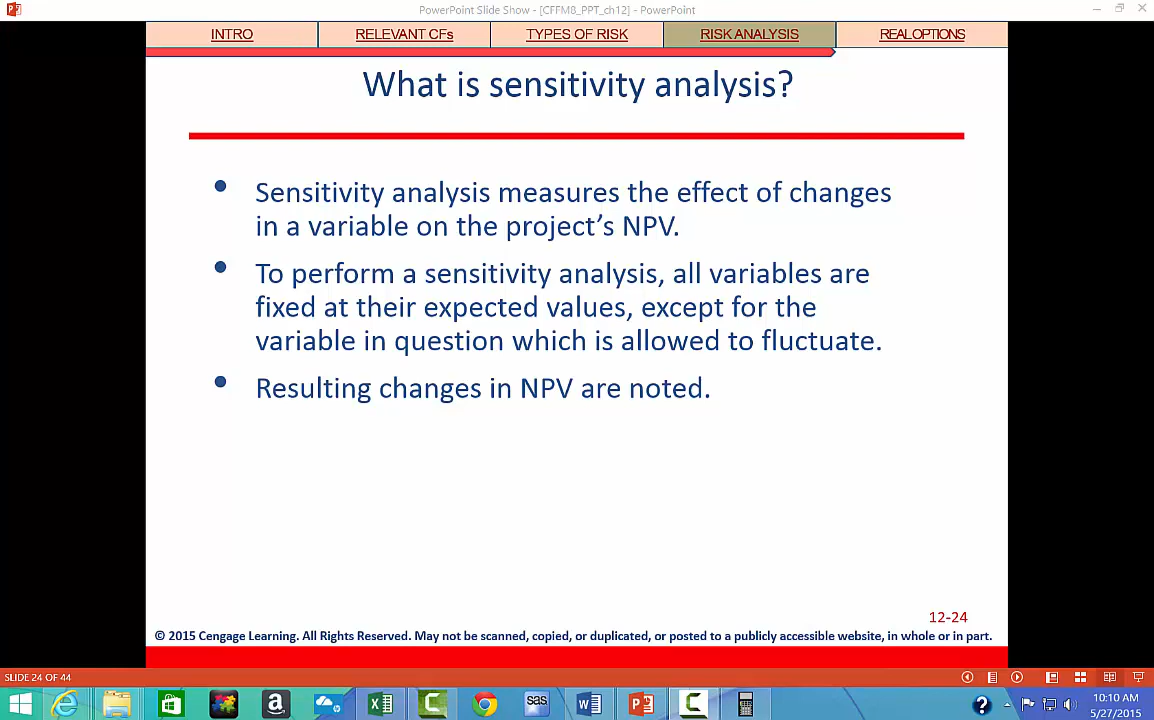 PowerPoint Slide Show - [CFFM8_PPT_ch12] - PowerPoint
INTRO
RELEVANT CFs
TYPES OF RISK
RISK ANALYSIS
REAL OPTIONS
What is sensitivity analysis?
• Sensitivity analysis measures the effect of changes
in a variable on the project’s NPV.
• To perform a sensitivity analysis, all variables are
fixed at their expected values, except for the
variable in question which is allowed to fluctuate.
• Resulting changes in NPV are noted.
12-24
© 2015 Cengage Learning. All Rights Reserved. May not be scanned, copied, or duplicated, or posted to a publicly accessible website, in whole or in part.
SLIDE 24 OF 44
sas
10:10 AM
5/27/2015